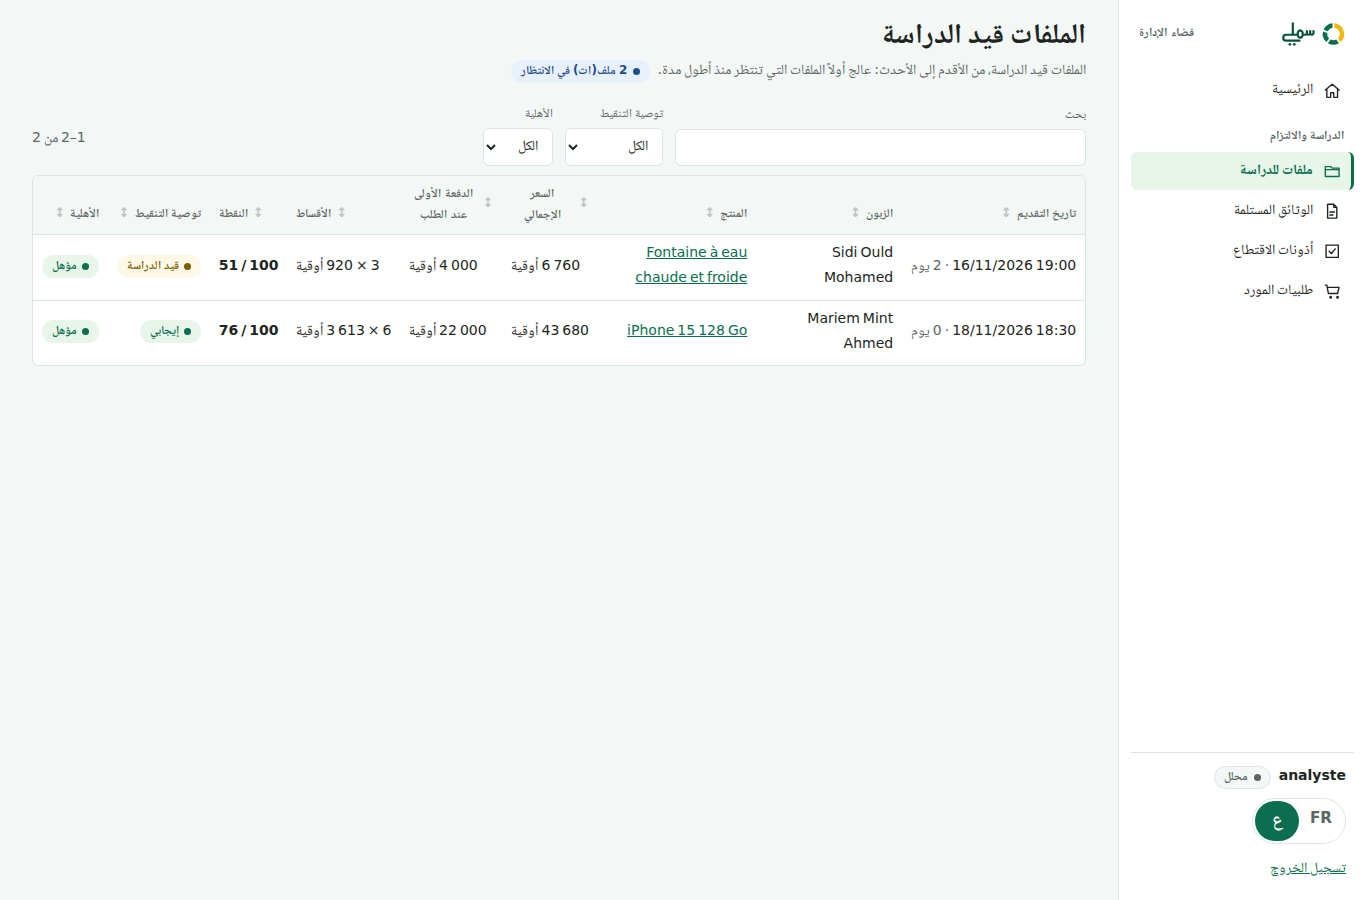 سهلي
فضاء الإدارة
الرئيسية
الدراسة والالتزام
ملفات للدراسة
الوثائق المستلمة
أذونات الاقتطاع
طلبيات المورد
analyste
محلل
FR
ع
تسجيل الخروج
الملفات قيد الدراسة
الملفات قيد الدراسة، من الأقدم إلى الأحدث: عالج أولاً الملفات التي تنتظر منذ أطول مدة. 2 ملف(ات) في الانتظار
بحث
توصية التنقيط
الأهلية
الكل
الكل
1–2 من 2
تاريخ التقديم
الزبون
المنتج
السعر الإجمالي
الدفعة الأولى عند الطلب
الأقساط
النقطة
توصية التنقيط
الأهلية
16/11/2026 19:00 · 2 يوم
Sidi Ould
Mohamed
Fontaine à eau
chaude et froide
6 760 أوقية
4 000 أوقية
3 × 920 أوقية
51 / 100
قيد الدراسة
مؤهل
18/11/2026 18:30 · 0 يوم
Mariem Mint
Ahmed
iPhone 15 128 Go
43 680 أوقية
22 000 أوقية
6 × 3 613 أوقية
76 / 100
إيجابي
مؤهل